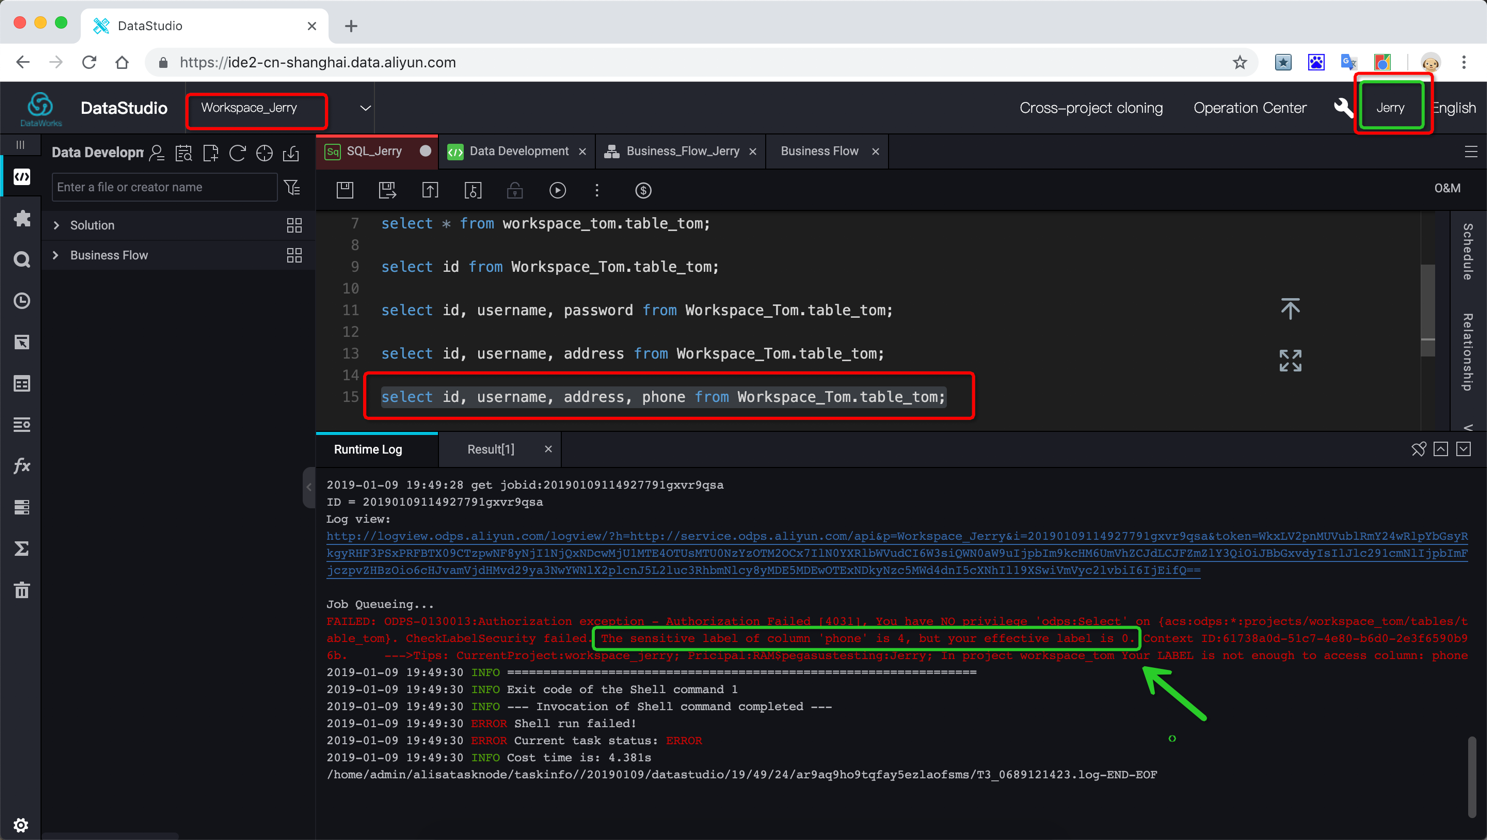 DataStudio
https://ide2-cn-shanghai.data.aliyun.com
DataWorks
DataStudio
Workspace_Jerry
Cross-project cloning
Operation Center
Jerry
English
Data Developm
Sq SQL_Jerry
Data Development
Business_Flow_Jerry
Business Flow
Enter a file or creator name
O&M
Solution
Business Flow
7 select * from workspace_tom.table_tom;
8
9 select id from Workspace_Tom.table_tom;
10
11 select id, username, password from Workspace_Tom.table_tom;
12
13 select id, username, address from Workspace_Tom.table_tom;
14
15 select id, username, address, phone from Workspace_Tom.table_tom;
Schedule
Relationship
Runtime Log
Result[1]
2019-01-09 19:49:28 get jobid:20190109114927791gxvr9qsa
ID = 20190109114927791gxvr9qsa
Log view:
http://logview.odps.aliyun.com/logview/?h=http://service.odps.aliyun.com/api&p=Workspace_Jerry&i=20190109114927791gxvr9qsa&token=
Job Queueing...
FAILED: ODPS-0130013:Authorization exception - Authorization Failed [4031], You have NO privilege 'odps:Select' on {acs:odps:*:projects/workspace_tom/tables/t
able_tom}. CheckLabelSecurity failed. The sensitive label of column 'phone' is 4, but your effective label is 0. Context ID:61738a0d-51c7-4e80-b6d0-2e3f6590b9
6b. --->Tips: CurrentProject:workspace_jerry; Pricipal:RAM$pegasustesting:Jerry; In project workspace_tom Your LABEL is not enough to access column: phone
2019-01-09 19:49:30 INFO =================================================================
2019-01-09 19:49:30 INFO Exit code of the Shell command 1
2019-01-09 19:49:30 INFO --- Invocation of Shell command completed ---
2019-01-09 19:49:30 ERROR Shell run failed!
2019-01-09 19:49:30 ERROR Current task status: ERROR
2019-01-09 19:49:30 INFO Cost time is: 4.381s
/home/admin/alisatasknode/taskinfo//20190109/datastudio/19/49/24/ar9aq9ho9tqfay5ezlaofsms/T3_0689121423.log-END-EOF